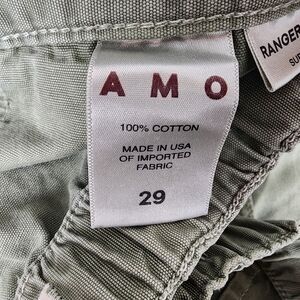 AMO
100% COTTON
MADE IN USA
OF IMPORTED
FABRIC
29
RANGER